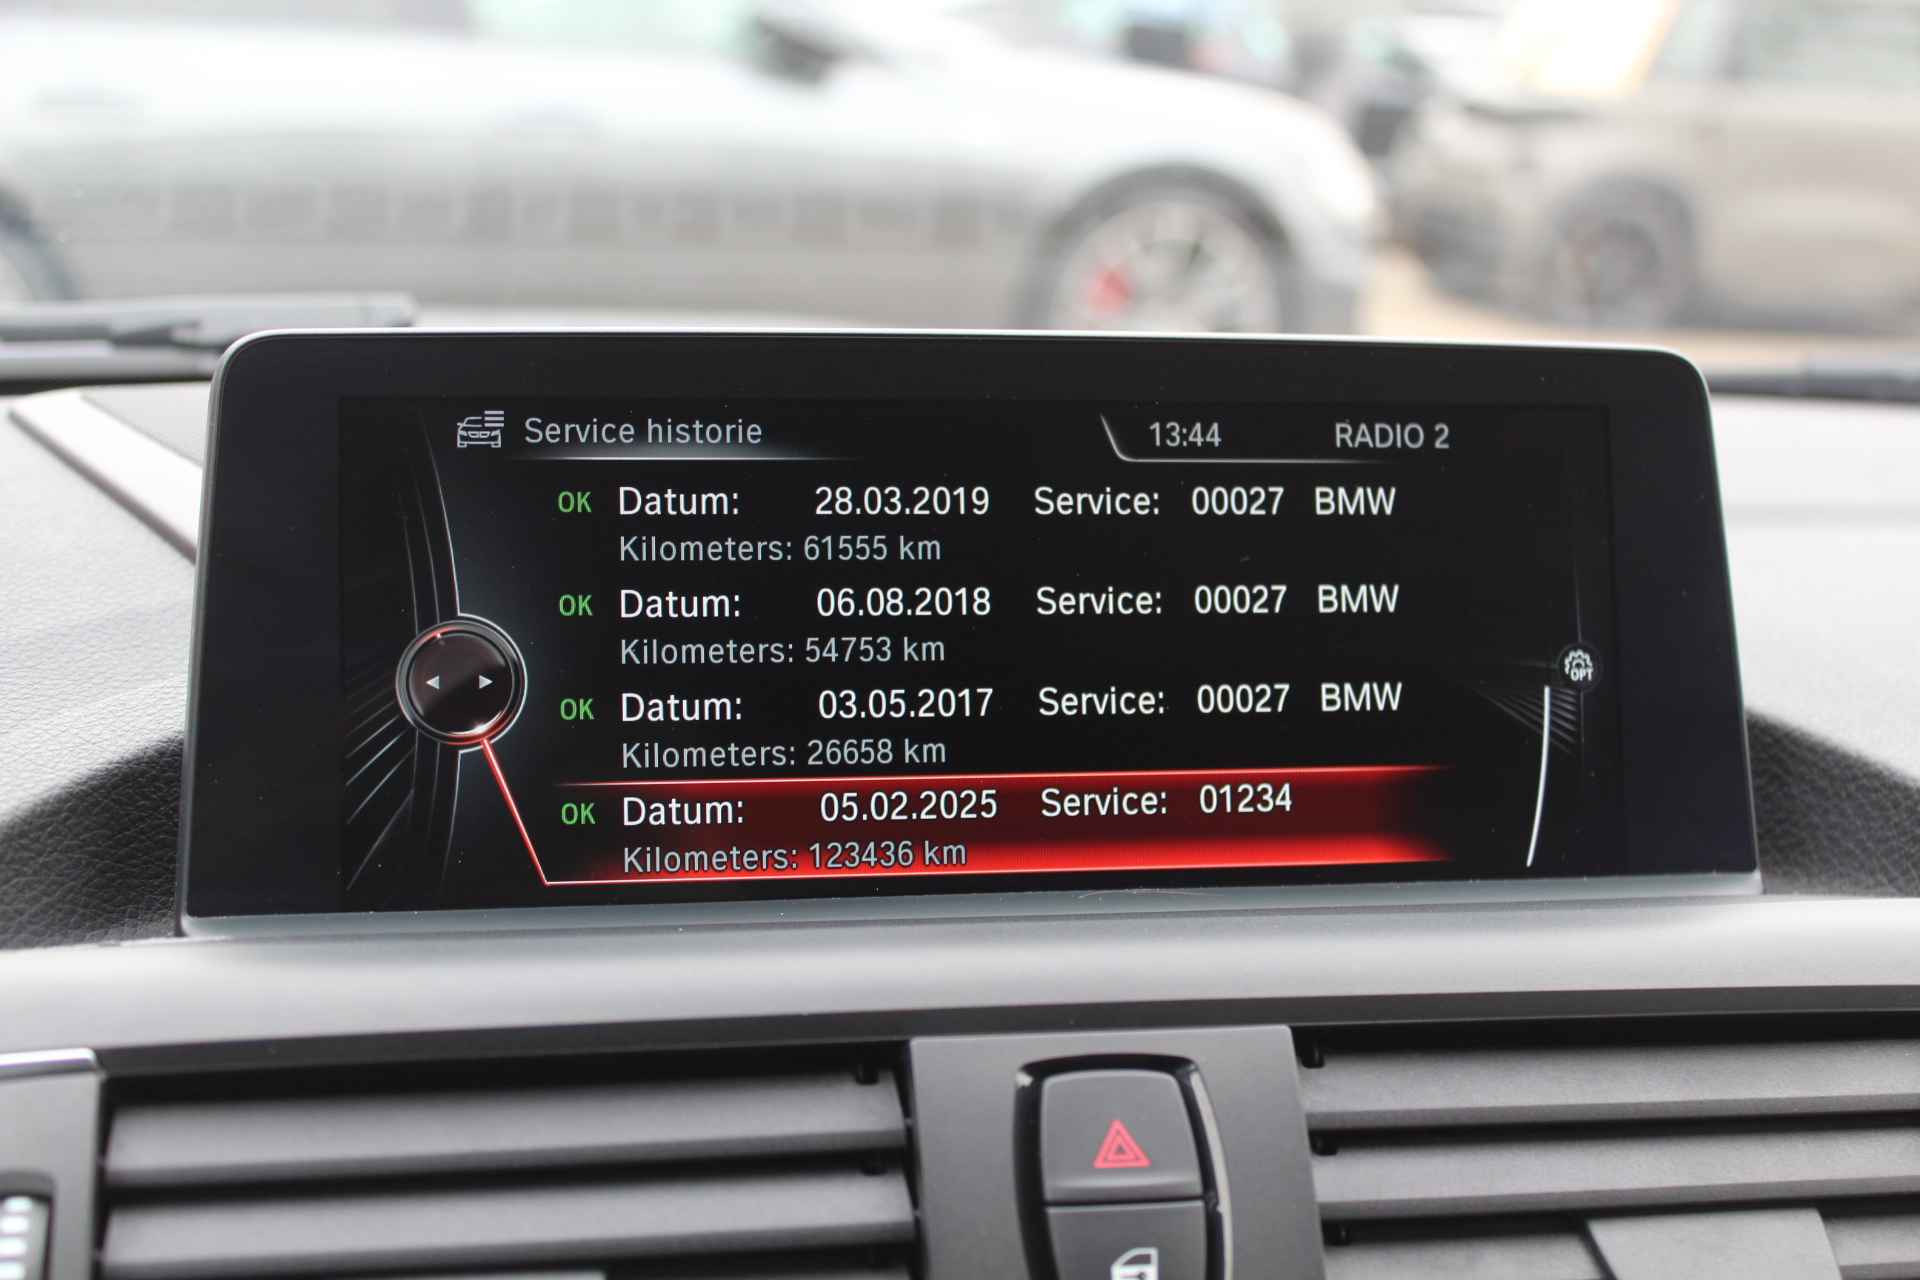 Service historie 13:44 RADIO 2
OK Datum: 28.03.2019 Service: 00027 BMW
Kilometers: 61555 km
OK Datum: 06.08.2018 Service: 00027 BMW
Kilometers: 54753 km
OPT
OK Datum: 03.05.2017 Service: 00027 BMW
Kilometers: 26658 km
OK Datum: 05.02.2025 Service: 01234
Kilometers: 123436 km